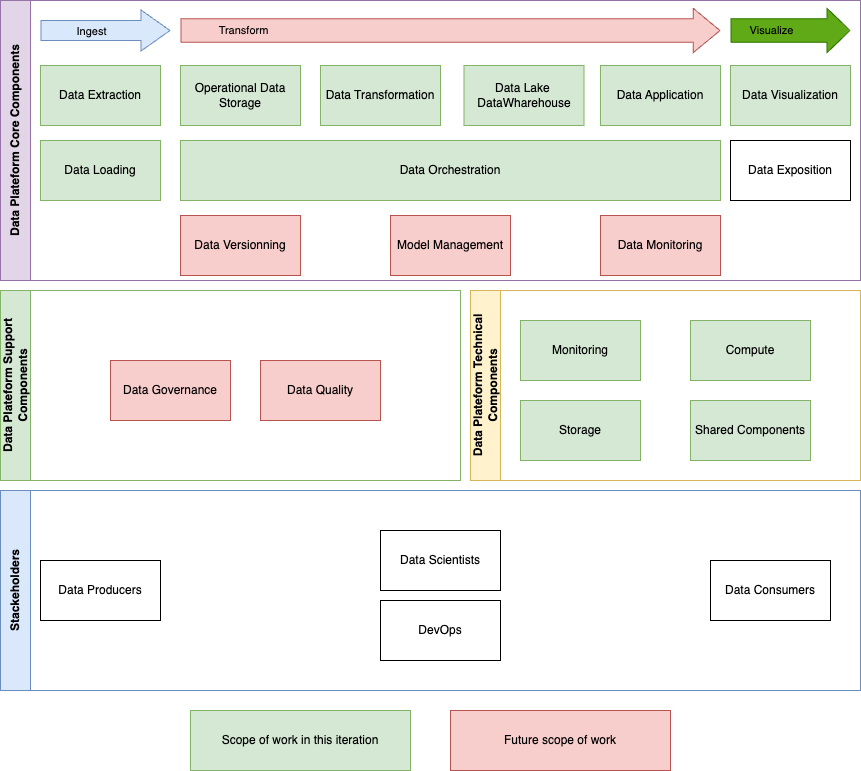 Data Plateform Core Components
Ingest
Transform
Visualize
Data Extraction
Operational Data
Storage
Data Transformation
Data Lake
DataWharehouse
Data Application
Data Visualization
Data Loading
Data Orchestration
Data Exposition
Data Versionning
Model Management
Data Monitoring
Data Plateform Support
Components
Data Governance
Data Quality
Data Plateform Technical
Components
Monitoring
Compute
Storage
Shared Components
Stackeholders
Data Producers
Data Scientists
DevOps
Data Consumers
Scope of work in this iteration
Future scope of work